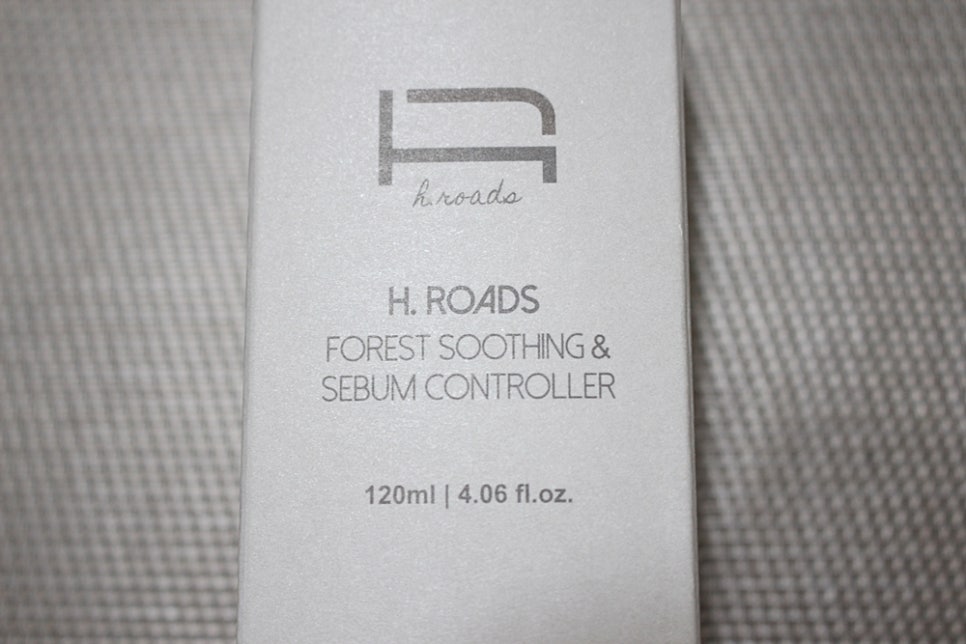 h.roads
H. ROADS
FOREST SOOTHING &
SEBUM CONTROLLER
120ml | 4.06 fl.oz.